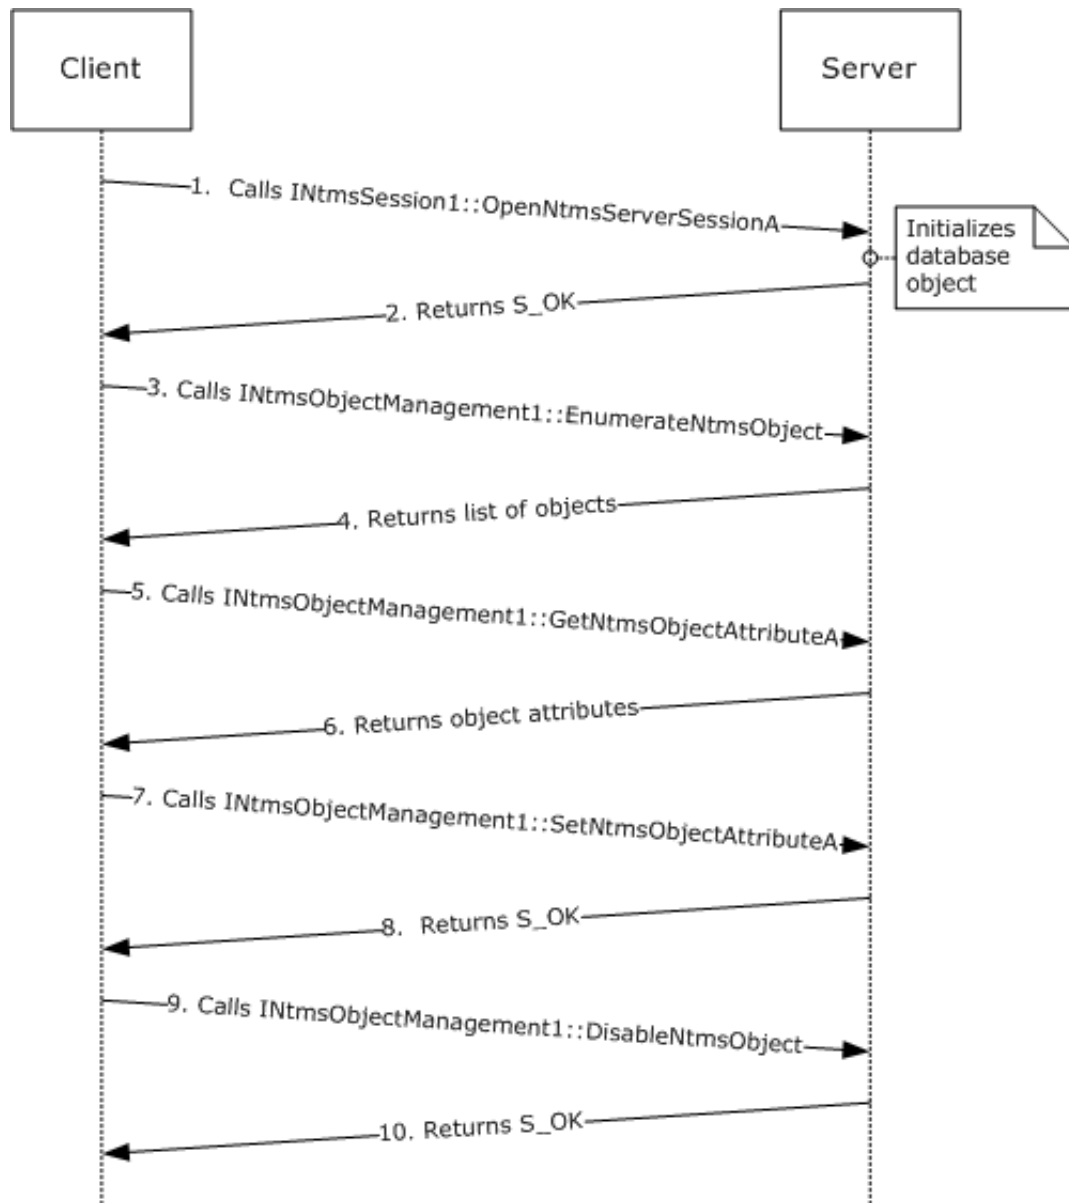 Client
Server
1.  Calls INtmsSession1::OpenNtmsServerSessionA
Initializes
database
object
2. Returns S_OK
3. Calls INtmsObjectManagement1::EnumerateNtmsObject
4. Returns list of objects
5. Calls INtmsObjectManagement1::GetNtmsObjectAttributeA
6. Returns object attributes
7. Calls INtmsObjectManagement1::SetNtmsObjectAttributeA
8.  Returns S_OK
9. Calls INtmsObjectManagement1::DisableNtmsObject
10. Returns S_OK